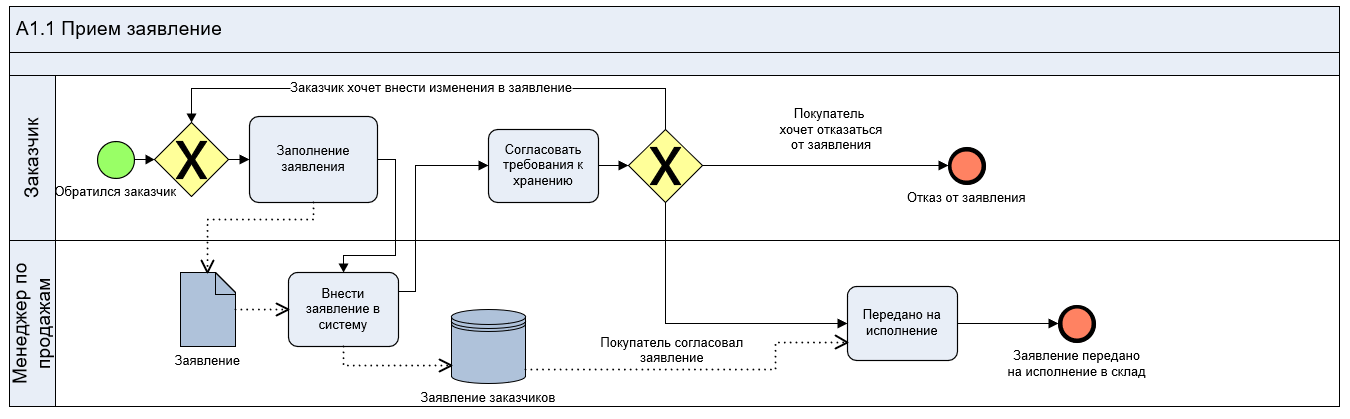 А1.1 Прием заявление
Заказчик
Заказчик хочет внести изменения в заявление
Обратился заказчик
X
Заполнение
заявления
Согласовать
требования к
хранению
X
Покупатель
хочет отказаться
от заявления
Отказ от заявления
Менеджер по
продажам
Заявление
Внести
заявление в
систему
Заявление заказчиков
Покупатель согласовал
заявление
Передано на
исполнение
Заявление передано
на исполнение в склад